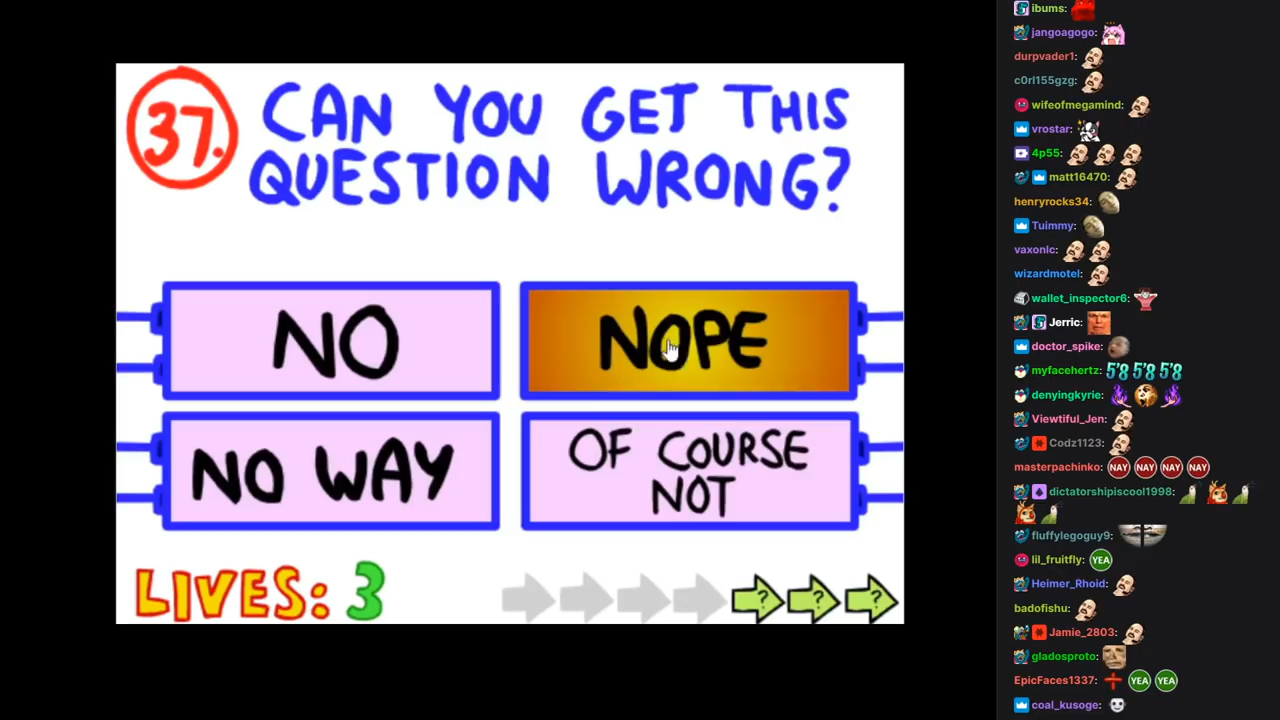 37. CAN YOU GET THIS
QUESTION WRONG?
NO
NOPE
NO WAY
OF COURSE
NOT
LIVES: 3
? ? ?
ibums:
jangoagogo:
durpvader1:
c0rl155gzg:
wifeofmegamind:
vrostar:
4p55:
matt16470:
henryrocks34:
Tuimmy:
vaxonlc:
wizardmotel:
wallet_inspector6:
Jerric:
doctor_spike:
myfacehertz: 5'8 5'8 5'8
denyingkyrie:
Viewtiful_Jen:
Codz1123:
masterpachinko: NAY NAY NAY NAY
dictatorshipiscool1998:
fluffylegoguy9:
lil_fruitfly: YEA
Heimer_Rhoid:
badofishu:
Jamie_2803:
gladosproto:
EpicFaces1337: YEA YEA
coal_kusoge: